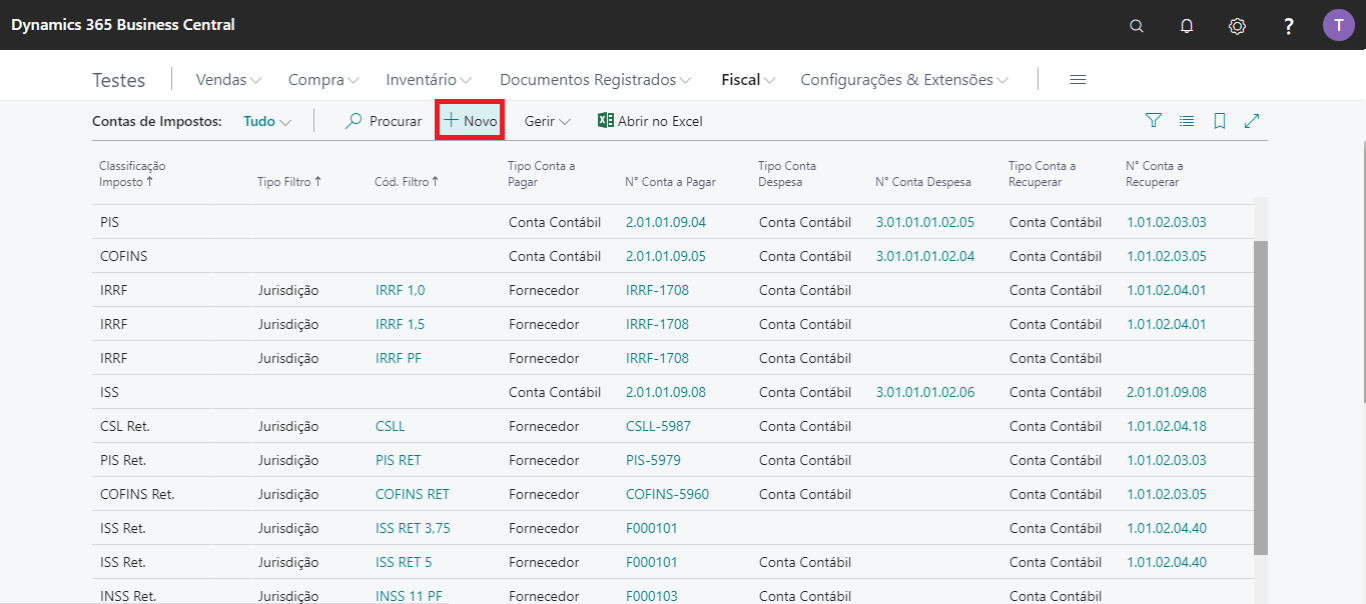 Dynamics 365 Business Central ? T
Testes Vendas Compra Inventário Documentos Registrados Fiscal Configurações & Extensões
Contas de Impostos: Tudo Procurar + Novo Gerir Abrir no Excel
Classificação Imposto ↑ Tipo Filtro ↑ Cód. Filtro ↑ Tipo Conta a Pagar N° Conta a Pagar Tipo Conta Despesa N° Conta Despesa Tipo Conta a Recuperar N° Conta a Recuperar
PIS Conta Contábil 2.01.01.09.04 Conta Contábil 3.01.01.01.02.05 Conta Contábil 1.01.02.03.03
COFINS Conta Contábil 2.01.01.09.05 Conta Contábil 3.01.01.01.02.04 Conta Contábil 1.01.02.03.05
IRRF Jurisdição IRRF 1,0 Fornecedor IRRF-1708 Conta Contábil Conta Contábil 1.01.02.04.01
IRRF Jurisdição IRRF 1,5 Fornecedor IRRF-1708 Conta Contábil Conta Contábil 1.01.02.04.01
IRRF Jurisdição IRRF PF Fornecedor IRRF-1708 Conta Contábil Conta Contábil
ISS Conta Contábil 2.01.01.09.08 Conta Contábil 3.01.01.01.02.06 Conta Contábil 2.01.01.09.08
CSL Ret. Jurisdição CSLL Fornecedor CSLL-5987 Conta Contábil Conta Contábil 1.01.02.04.18
PIS Ret. Jurisdição PIS RET Fornecedor PIS-5979 Conta Contábil Conta Contábil 1.01.02.03.03
COFINS Ret. Jurisdição COFINS RET Fornecedor COFINS-5960 Conta Contábil Conta Contábil 1.01.02.03.05
ISS Ret. Jurisdição ISS RET 3,75 Fornecedor F000101 Conta Contábil 1.01.02.04.40
ISS Ret. Jurisdição ISS RET 5 Fornecedor F000101 Conta Contábil Conta Contábil 1.01.02.04.40
INSS Ret. Jurisdição INSS 11 PF Fornecedor F000103 Conta Contábil Conta Contábil